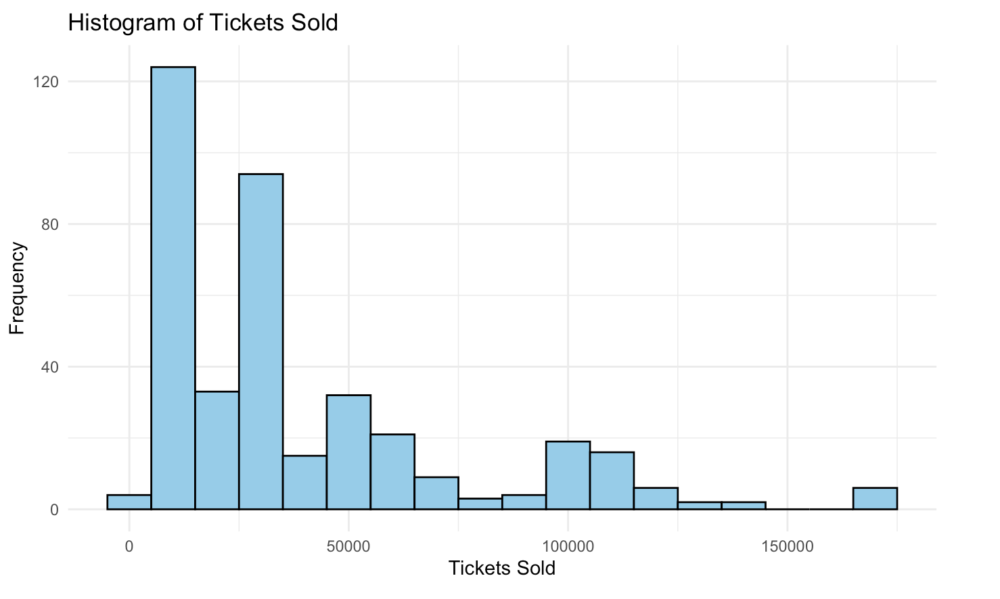 Histogram of Tickets Sold
120
80
40
0
Frequency
0 50000 100000 150000
Tickets Sold